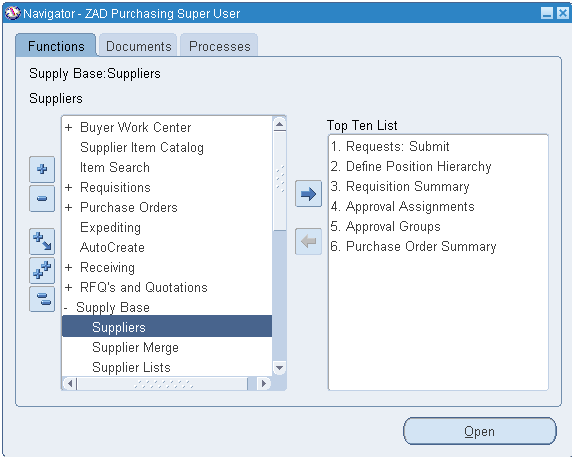 Navigator - ZAD Purchasing Super User
Functions
Documents
Processes
Supply Base:Suppliers
Suppliers
+ Buyer Work Center
Supplier Item Catalog
Item Search
+ Requisitions
+ Purchase Orders
Expediting
AutoCreate
+ Receiving
+ RFQ's and Quotations
- Supply Base
Suppliers
Supplier Merge
Supplier Lists
Top Ten List
1. Requests: Submit
2. Define Position Hierarchy
3. Requisition Summary
4. Approval Assignments
5. Approval Groups
6. Purchase Order Summary
Open